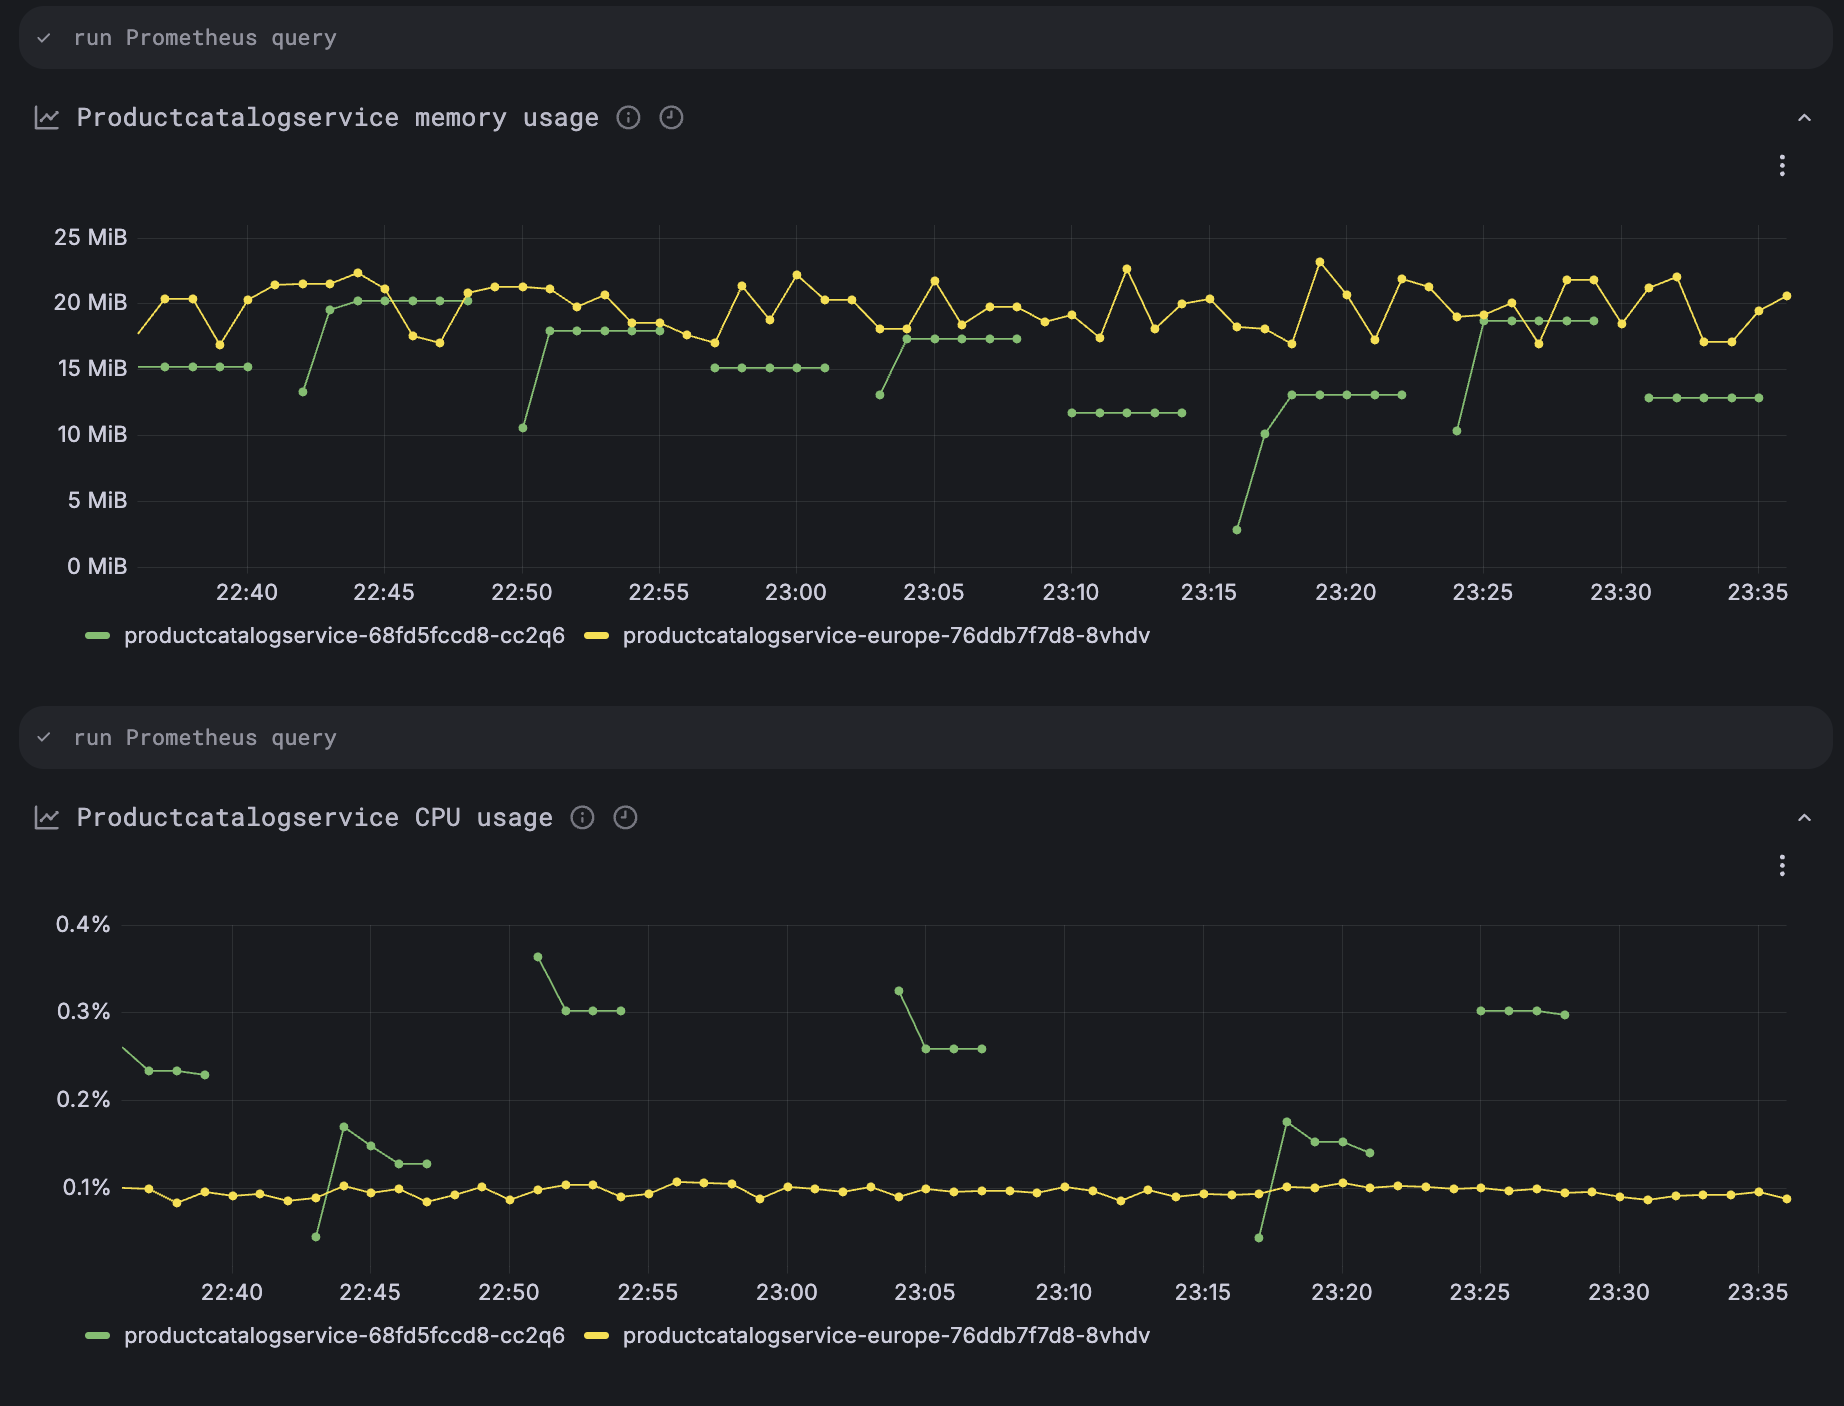 run Prometheus query
Productcatalogservice memory usage
25 MiB
20 MiB
15 MiB
10 MiB
5 MiB
0 MiB
22:40 22:45 22:50 22:55 23:00 23:05 23:10 23:15 23:20 23:25 23:30 23:35
productcatalogservice-68fd5fccd8-cc2q6 productcatalogservice-europe-76ddb7f7d8-8vhdv
run Prometheus query
Productcatalogservice CPU usage
0.4%
0.3%
0.2%
0.1%
22:40 22:45 22:50 22:55 23:00 23:05 23:10 23:15 23:20 23:25 23:30 23:35
productcatalogservice-68fd5fccd8-cc2q6 productcatalogservice-europe-76ddb7f7d8-8vhdv